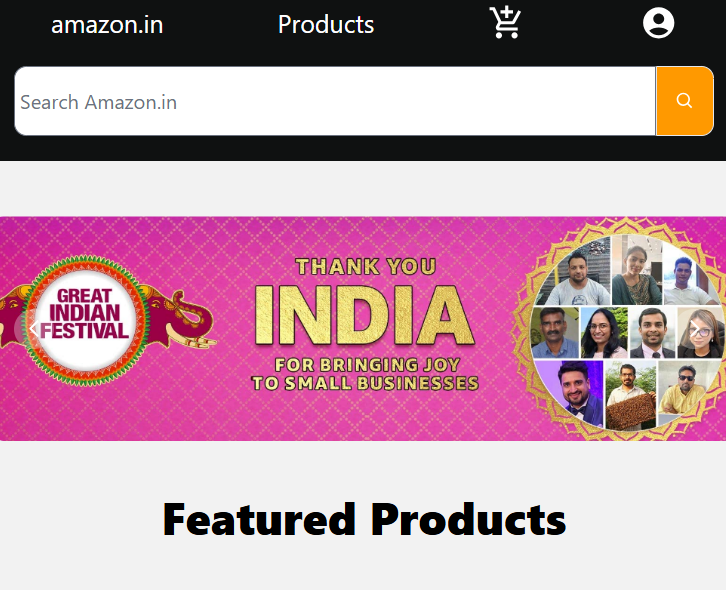 amazon.in
Products
Search Amazon.in
GREAT
INDIAN
FESTIVAL
THANK YOU
INDIA
FOR BRINGING JOY
TO SMALL BUSINESSES
Featured Products